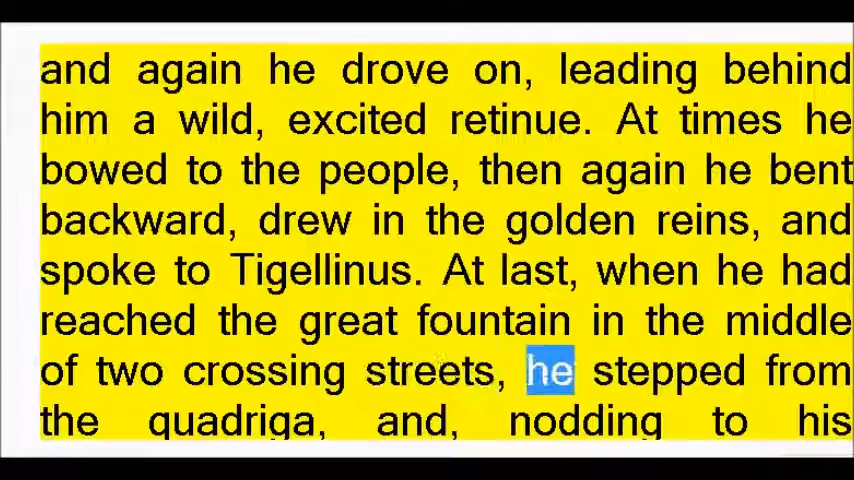 and again he drove on, leading behind
him a wild, excited retinue. At times he
bowed to the people, then again he bent
backward, drew in the golden reins, and
spoke to Tigellinus. At last, when he had
reached the great fountain in the middle
of two crossing streets, he stepped from
the quadriga, and, nodding to his